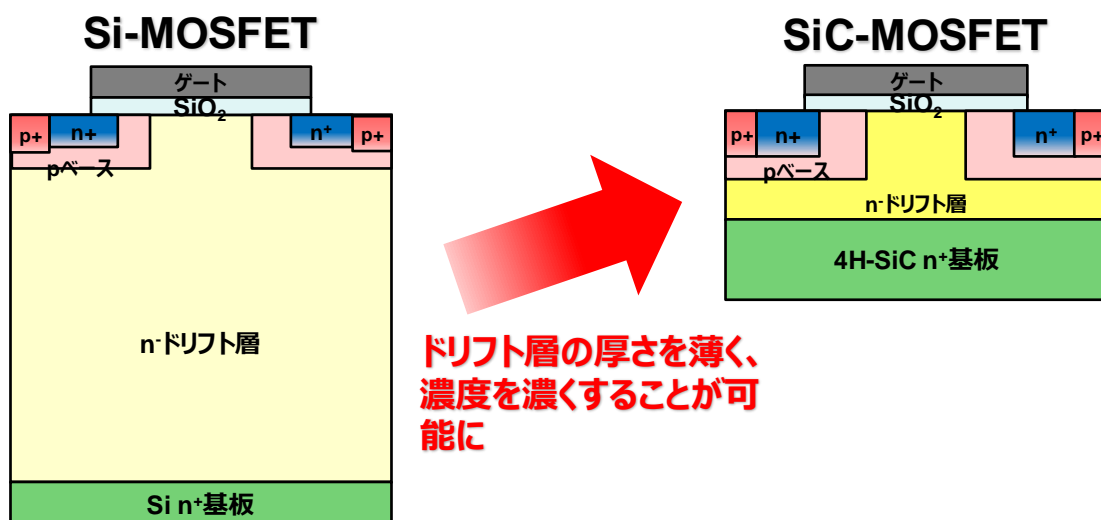 Si-MOSFET
ゲート
SiO₂
p+
n+
n⁺
p+
pベース
n⁻ドリフト層
Si n⁺基板
ドリフト層の厚さを薄く、
濃度を濃くすることが可
能に
SiC-MOSFET
ゲート
SiO₂
p+
n+
n⁺
p+
pベース
n⁻ドリフト層
4H-SiC n⁺基板